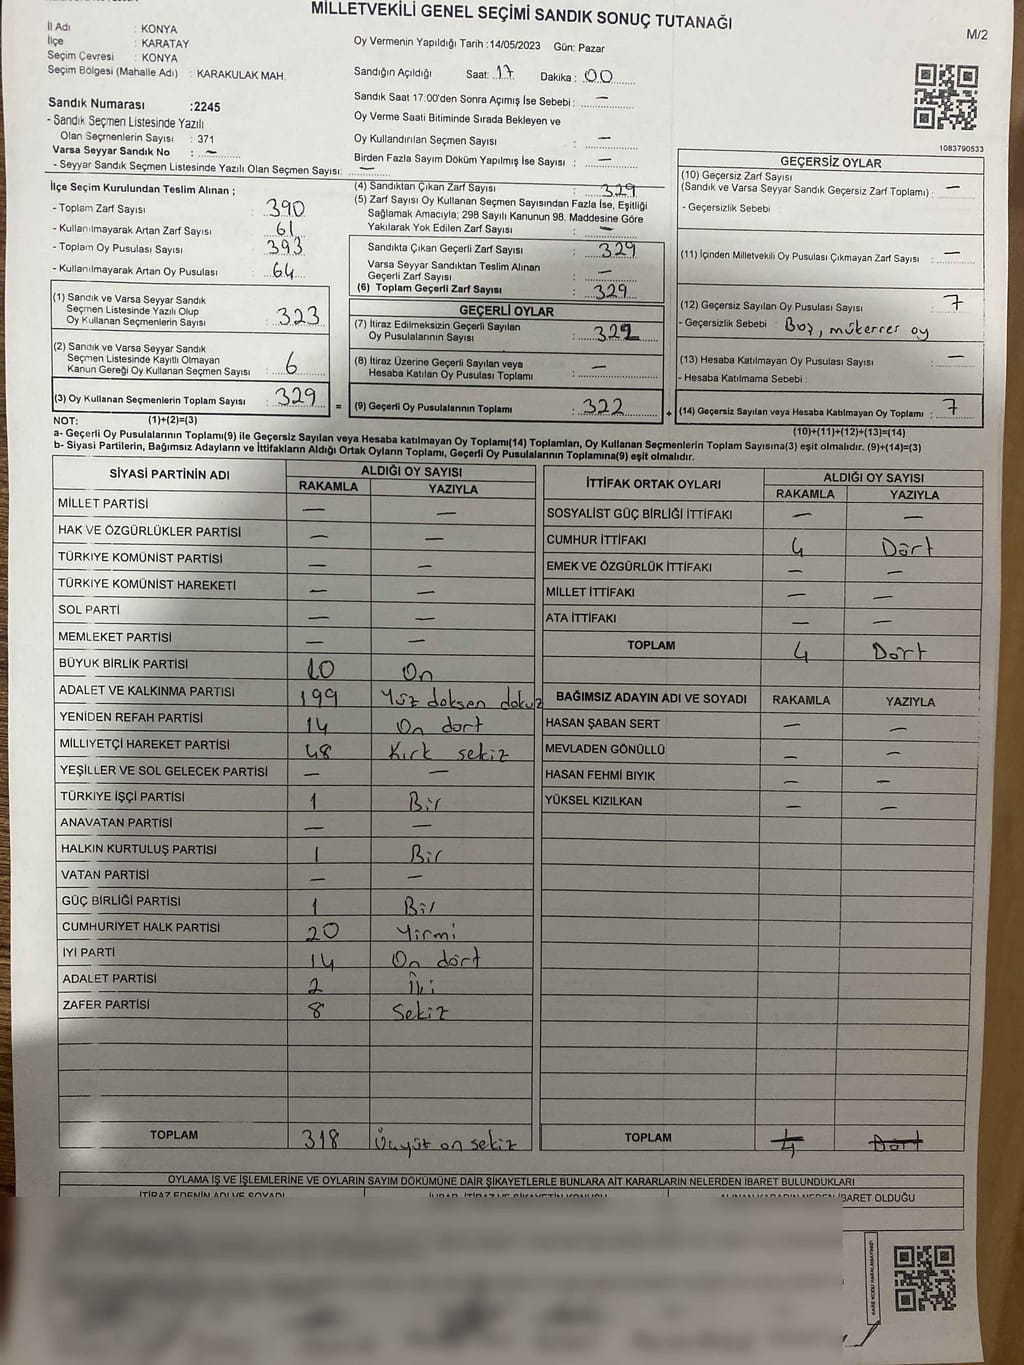 MİLLETVEKİLİ GENEL SEÇİMİ SANDIK SONUÇ TUTANAĞI
M/2
İl Adı : KONYA
İlçe : KARATAY
Seçim Çevresi : KONYA
Seçim Bölgesi (Mahalle Adı) : KARAKULAK MAH.
Oy Vermenin Yapıldığı Tarih :14/05/2023 Gün: Pazar
Sandığın Açıldığı Saat: 17 Dakika : 00
Sandık Saat 17:00'den Sonra Açımış İse Sebebi : —
Oy Verme Saati Bitiminde Sırada Bekleyen ve
Oy Kullandırılan Seçmen Sayısı : —
Birden Fazla Sayım Döküm Yapılmış İse Sayısı : —
Sandık Numarası :2245
- Sandık Seçmen Listesinde Yazılı
Olan Seçmenlerin Sayısı : 371
Varsa Seyyar Sandık No : —
- Seyyar Sandık Seçmen Listesinde Yazılı Olan Seçmen Sayısı: —
1083790533
İlçe Seçim Kurulundan Teslim Alınan ;
- Toplam Zarf Sayısı : 390
- Kullanılmayarak Artan Zarf Sayısı : 61
- Toplam Oy Pusulası Sayısı : 393
- Kullanılmayarak Artan Oy Pusulası : 64
(1) Sandık ve Varsa Seyyar Sandık
Seçmen Listesinde Yazılı Olup
Oy Kullanan Seçmenlerin Sayısı : 323
(2) Sandık ve Varsa Seyyar Sandık
Seçmen Listesinde Kayıtlı Olmayan
Kanun Gereği Oy Kullanan Seçmen Sayısı : 6
(3) Oy Kullanan Seçmenlerin Toplam Sayısı : 329
(4) Sandıktan Çıkan Zarf Sayısı : 329
(5) Zarf Sayısı Oy Kullanan Seçmen Sayısından Fazla İse, Eşitliği
Sağlamak Amacıyla; 298 Sayılı Kanunun 98. Maddesine Göre
Yakılarak Yok Edilen Zarf Sayısı : —
Sandıkta Çıkan Geçerli Zarf Sayısı : 329
Varsa Seyyar Sandıktan Teslim Alınan
Geçerli Zarf Sayısı : —
(6) Toplam Geçerli Zarf Sayısı : 329
GEÇERLİ OYLAR
(7) İtiraz Edilmeksizin Geçerli Sayılan
Oy Pusulalarının Sayısı : 322
(8) İtiraz Üzerine Geçerli Sayılan veya
Hesaba Katılan Oy Pusulası Toplamı : —
= (9) Geçerli Oy Pusulalarının Toplamı : 322 +
GEÇERSİZ OYLAR
(10) Geçersiz Zarf Sayısı
(Sandık ve Varsa Seyyar Sandık Geçersiz Zarf Toplamı) : —
- Geçersizlik Sebebi :
(11) İçinden Milletvekili Oy Pusulası Çıkmayan Zarf Sayısı : —
(12) Geçersiz Sayılan Oy Pusulası Sayısı : 7
- Geçersizlik Sebebi : Boş, mükerrer oy
(13) Hesaba Katılmayan Oy Pusulası Sayısı : —
- Hesaba Katılmama Sebebi :
(14) Geçersiz Sayılan veya Hesaba Katılmayan Oy Toplamı : 7
NOT: (1)+(2)=(3)
(10)+(11)+(12)+(13)=(14)
a- Geçerli Oy Pusulalarının Toplamı(9) ile Geçersiz Sayılan veya Hesaba katılmayan Oy Toplamı(14) Toplamları, Oy Kullanan Seçmenlerin Toplam Sayısına(3) eşit olmalıdır. (9)+(14)=(3)
b- Siyasi Partilerin, Bağımsız Adayların ve İttifakların Aldığı Ortak Oyların Toplamı, Geçerli Oy Pusulalarının Toplamına(9) eşit olmalıdır.
SİYASİ PARTİNİN ADI ALDIĞI OY SAYISI
RAKAMLA YAZIYLA
MİLLET PARTİSİ — —
HAK VE ÖZGÜRLÜKLER PARTİSİ — —
TÜRKİYE KOMÜNİST PARTİSİ — —
TÜRKİYE KOMÜNİST HAREKETİ — —
SOL PARTİ — —
MEMLEKET PARTİSİ — —
BÜYÜK BİRLİK PARTİSİ 10 On
ADALET VE KALKINMA PARTİSİ 199 Yüz doksen dokuz
YENİDEN REFAH PARTİSİ 14 On dört
MİLLİYETÇİ HAREKET PARTİSİ 48 Kırk sekiz
YEŞİLLER VE SOL GELECEK PARTİSİ — —
TÜRKİYE İŞÇİ PARTİSİ 1 Bir
ANAVATAN PARTİSİ — —
HALKIN KURTULUŞ PARTİSİ 1 Bir
VATAN PARTİSİ — —
GÜÇ BİRLİĞİ PARTİSİ 1 Bir
CUMHURİYET HALK PARTİSİ 20 Yirmi
İYİ PARTİ 14 On dört
ADALET PARTİSİ 2 İki
ZAFER PARTİSİ 8 Sekiz
TOPLAM 318 Üçyüz on sekiz
İTTİFAK ORTAK OYLARI ALDIĞI OY SAYISI
RAKAMLA YAZIYLA
SOSYALİST GÜÇ BİRLİĞİ İTTİFAKI — —
CUMHUR İTTİFAKI 4 Dört
EMEK VE ÖZGÜRLÜK İTTİFAKI — —
MİLLET İTTİFAKI — —
ATA İTTİFAKI — —
TOPLAM 4 Dört
BAĞIMSIZ ADAYIN ADI VE SOYADI RAKAMLA YAZIYLA
HASAN ŞABAN SERT — —
MEVLADEN GÖNÜLLÜ — —
HASAN FEHMİ BIYIK — —
YÜKSEL KIZILKAN — —
TOPLAM 4 Dört
OYLAMA İŞ VE İŞLEMLERİNE VE OYLARIN SAYIM DÖKÜMÜNE DAİR ŞİKAYETLERLE BUNLARA AİT KARARLARIN NELERDEN İBARET BULUNDUKLARI
İTİRAZ EDENİN ADI VE SOYADI
İBARET OLDUĞU